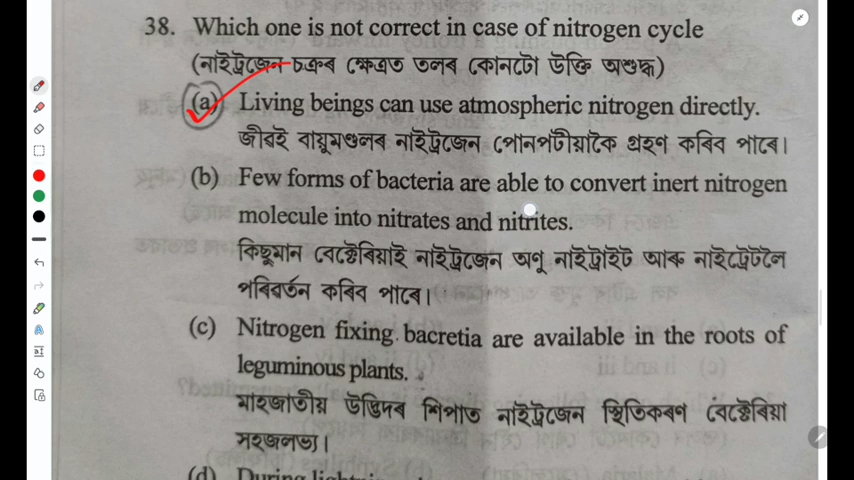 38. Which one is not correct in case of nitrogen cycle
(নাইট্ৰজেন চক্ৰৰ ক্ষেত্ৰত তলৰ কোনটো উক্তি অশুদ্ধ)
(a) Living beings can use atmospheric nitrogen directly.
জীৱই বায়ুমণ্ডলৰ নাইট্ৰজেন পোনপটীয়াকৈ গ্ৰহণ কৰিব পাৰে।
(b) Few forms of bacteria are able to convert inert nitrogen
molecule into nitrates and nitrites.
কিছুমান বেক্টেৰিয়াই নাইট্ৰজেন অণু নাইট্ৰাইট আৰু নাইট্ৰেটলৈ
পৰিৱৰ্তন কৰিব পাৰে।
(c) Nitrogen fixing bacretia are available in the roots of
leguminous plants.
মাহজাতীয় উদ্ভিদৰ শিপাত নাইট্ৰজেন স্থিতিকৰণ বেক্টেৰিয়া
সহজলভ্য।
(d) During